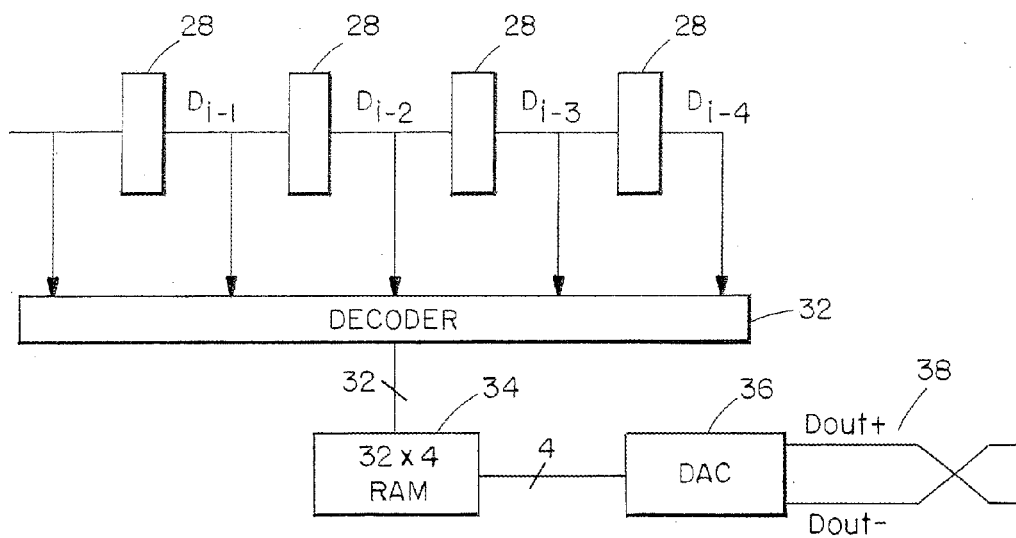 28 28 28 28
Di-1 Di-2 Di-3 Di-4
DECODER
32
32
34
36
38
Dout+
32 x 4
RAM
4
DAC
Dout-